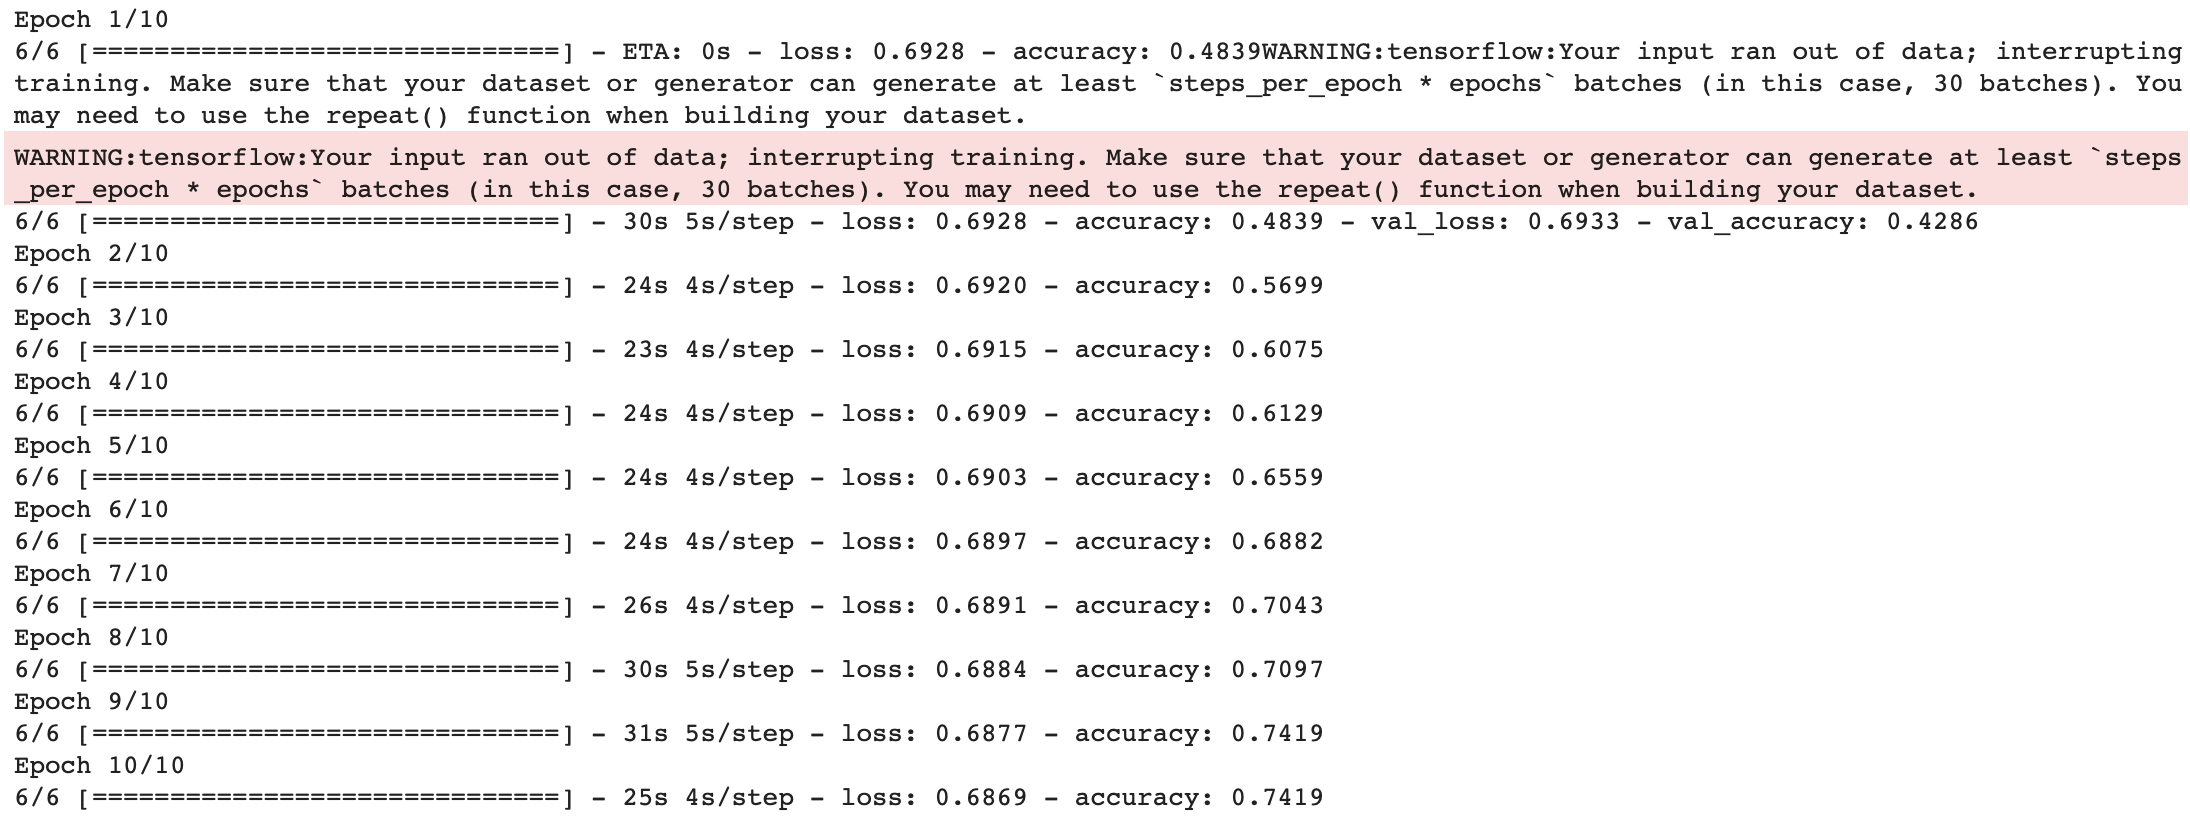 Epoch 1/10
6/6 [==============================] - ETA: 0s - loss: 0.6928 - accuracy: 0.4839WARNING:tensorflow:Your input ran out of data; interrupting
training. Make sure that your dataset or generator can generate at least `steps_per_epoch * epochs` batches (in this case, 30 batches). You
may need to use the repeat() function when building your dataset.
WARNING:tensorflow:Your input ran out of data; interrupting training. Make sure that your dataset or generator can generate at least `steps
_per_epoch * epochs` batches (in this case, 30 batches). You may need to use the repeat() function when building your dataset.
6/6 [==============================] - 30s 5s/step - loss: 0.6928 - accuracy: 0.4839 - val_loss: 0.6933 - val_accuracy: 0.4286
Epoch 2/10
6/6 [==============================] - 24s 4s/step - loss: 0.6920 - accuracy: 0.5699
Epoch 3/10
6/6 [==============================] - 23s 4s/step - loss: 0.6915 - accuracy: 0.6075
Epoch 4/10
6/6 [==============================] - 24s 4s/step - loss: 0.6909 - accuracy: 0.6129
Epoch 5/10
6/6 [==============================] - 24s 4s/step - loss: 0.6903 - accuracy: 0.6559
Epoch 6/10
6/6 [==============================] - 24s 4s/step - loss: 0.6897 - accuracy: 0.6882
Epoch 7/10
6/6 [==============================] - 26s 4s/step - loss: 0.6891 - accuracy: 0.7043
Epoch 8/10
6/6 [==============================] - 30s 5s/step - loss: 0.6884 - accuracy: 0.7097
Epoch 9/10
6/6 [==============================] - 31s 5s/step - loss: 0.6877 - accuracy: 0.7419
Epoch 10/10
6/6 [==============================] - 25s 4s/step - loss: 0.6869 - accuracy: 0.7419